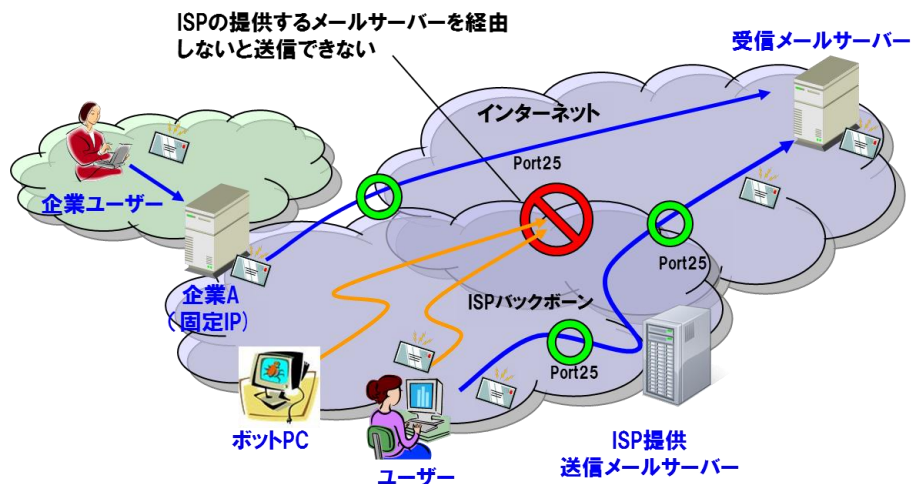 ISPの提供するメールサーバーを経由
しないと送信できない
受信メールサーバー
インターネット
Port25
企業ユーザー
Port25
企業A
（固定IP）
ISPバックボーン
Port25
ボットPC
ユーザー
ISP提供
送信メールサーバー